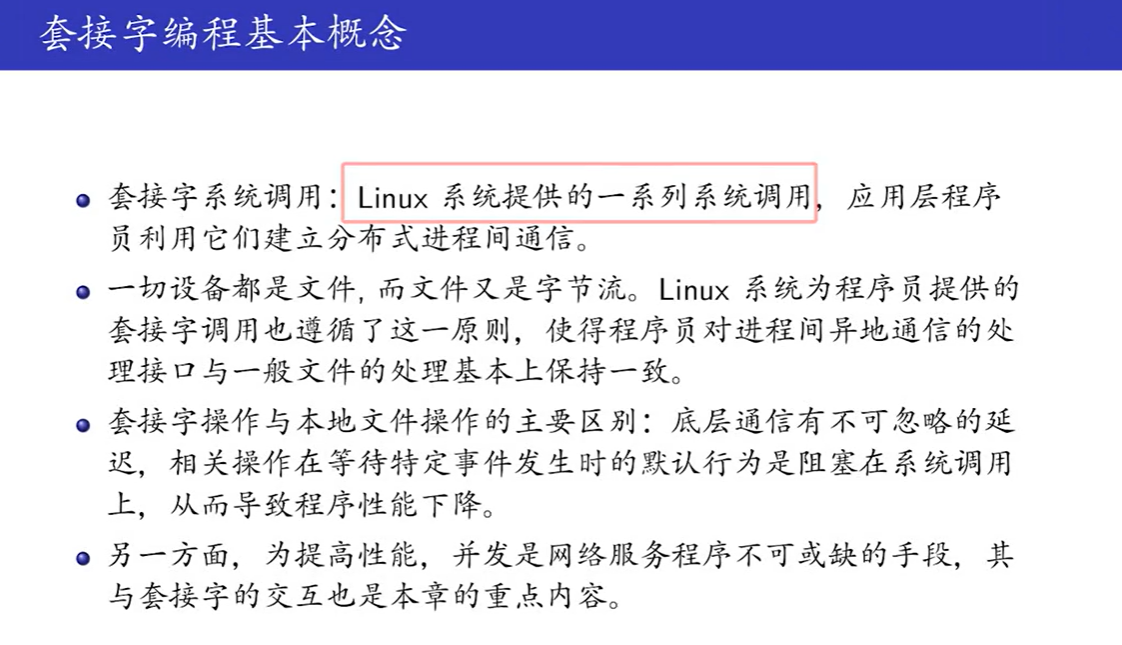 套接字编程基本概念
套接字系统调用：Linux 系统提供的一系列系统调用，应用层程序
员利用它们建立分布式进程间通信。
一切设备都是文件, 而文件又是字节流。Linux 系统为程序员提供的
套接字调用也遵循了这一原则，使得程序员对进程间异地通信的处
理接口与一般文件的处理基本上保持一致。
套接字操作与本地文件操作的主要区别：底层通信有不可忽略的延
迟，相关操作在等待特定事件发生时的默认行为是阻塞在系统调用
上，从而导致程序性能下降。
另一方面，为提高性能，并发是网络服务程序不可或缺的手段，其
与套接字的交互也是本章的重点内容。